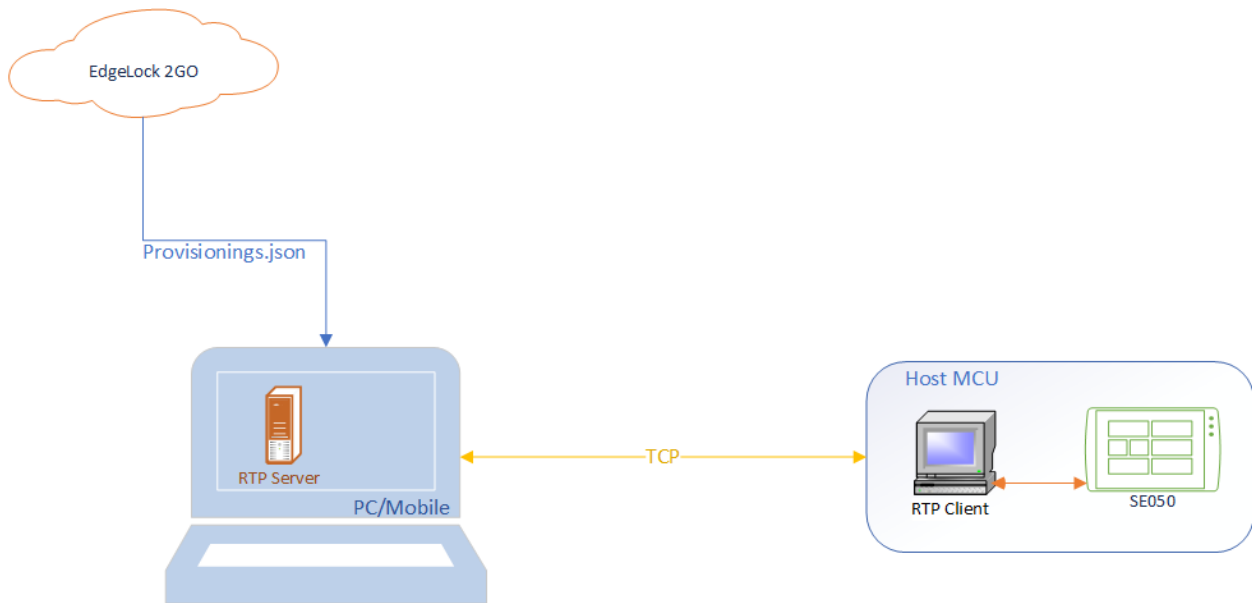 EdgeLock 2GO
Provisionings.json
RTP Server
PC/Mobile
TCP
Host MCU
RTP Client
SE050